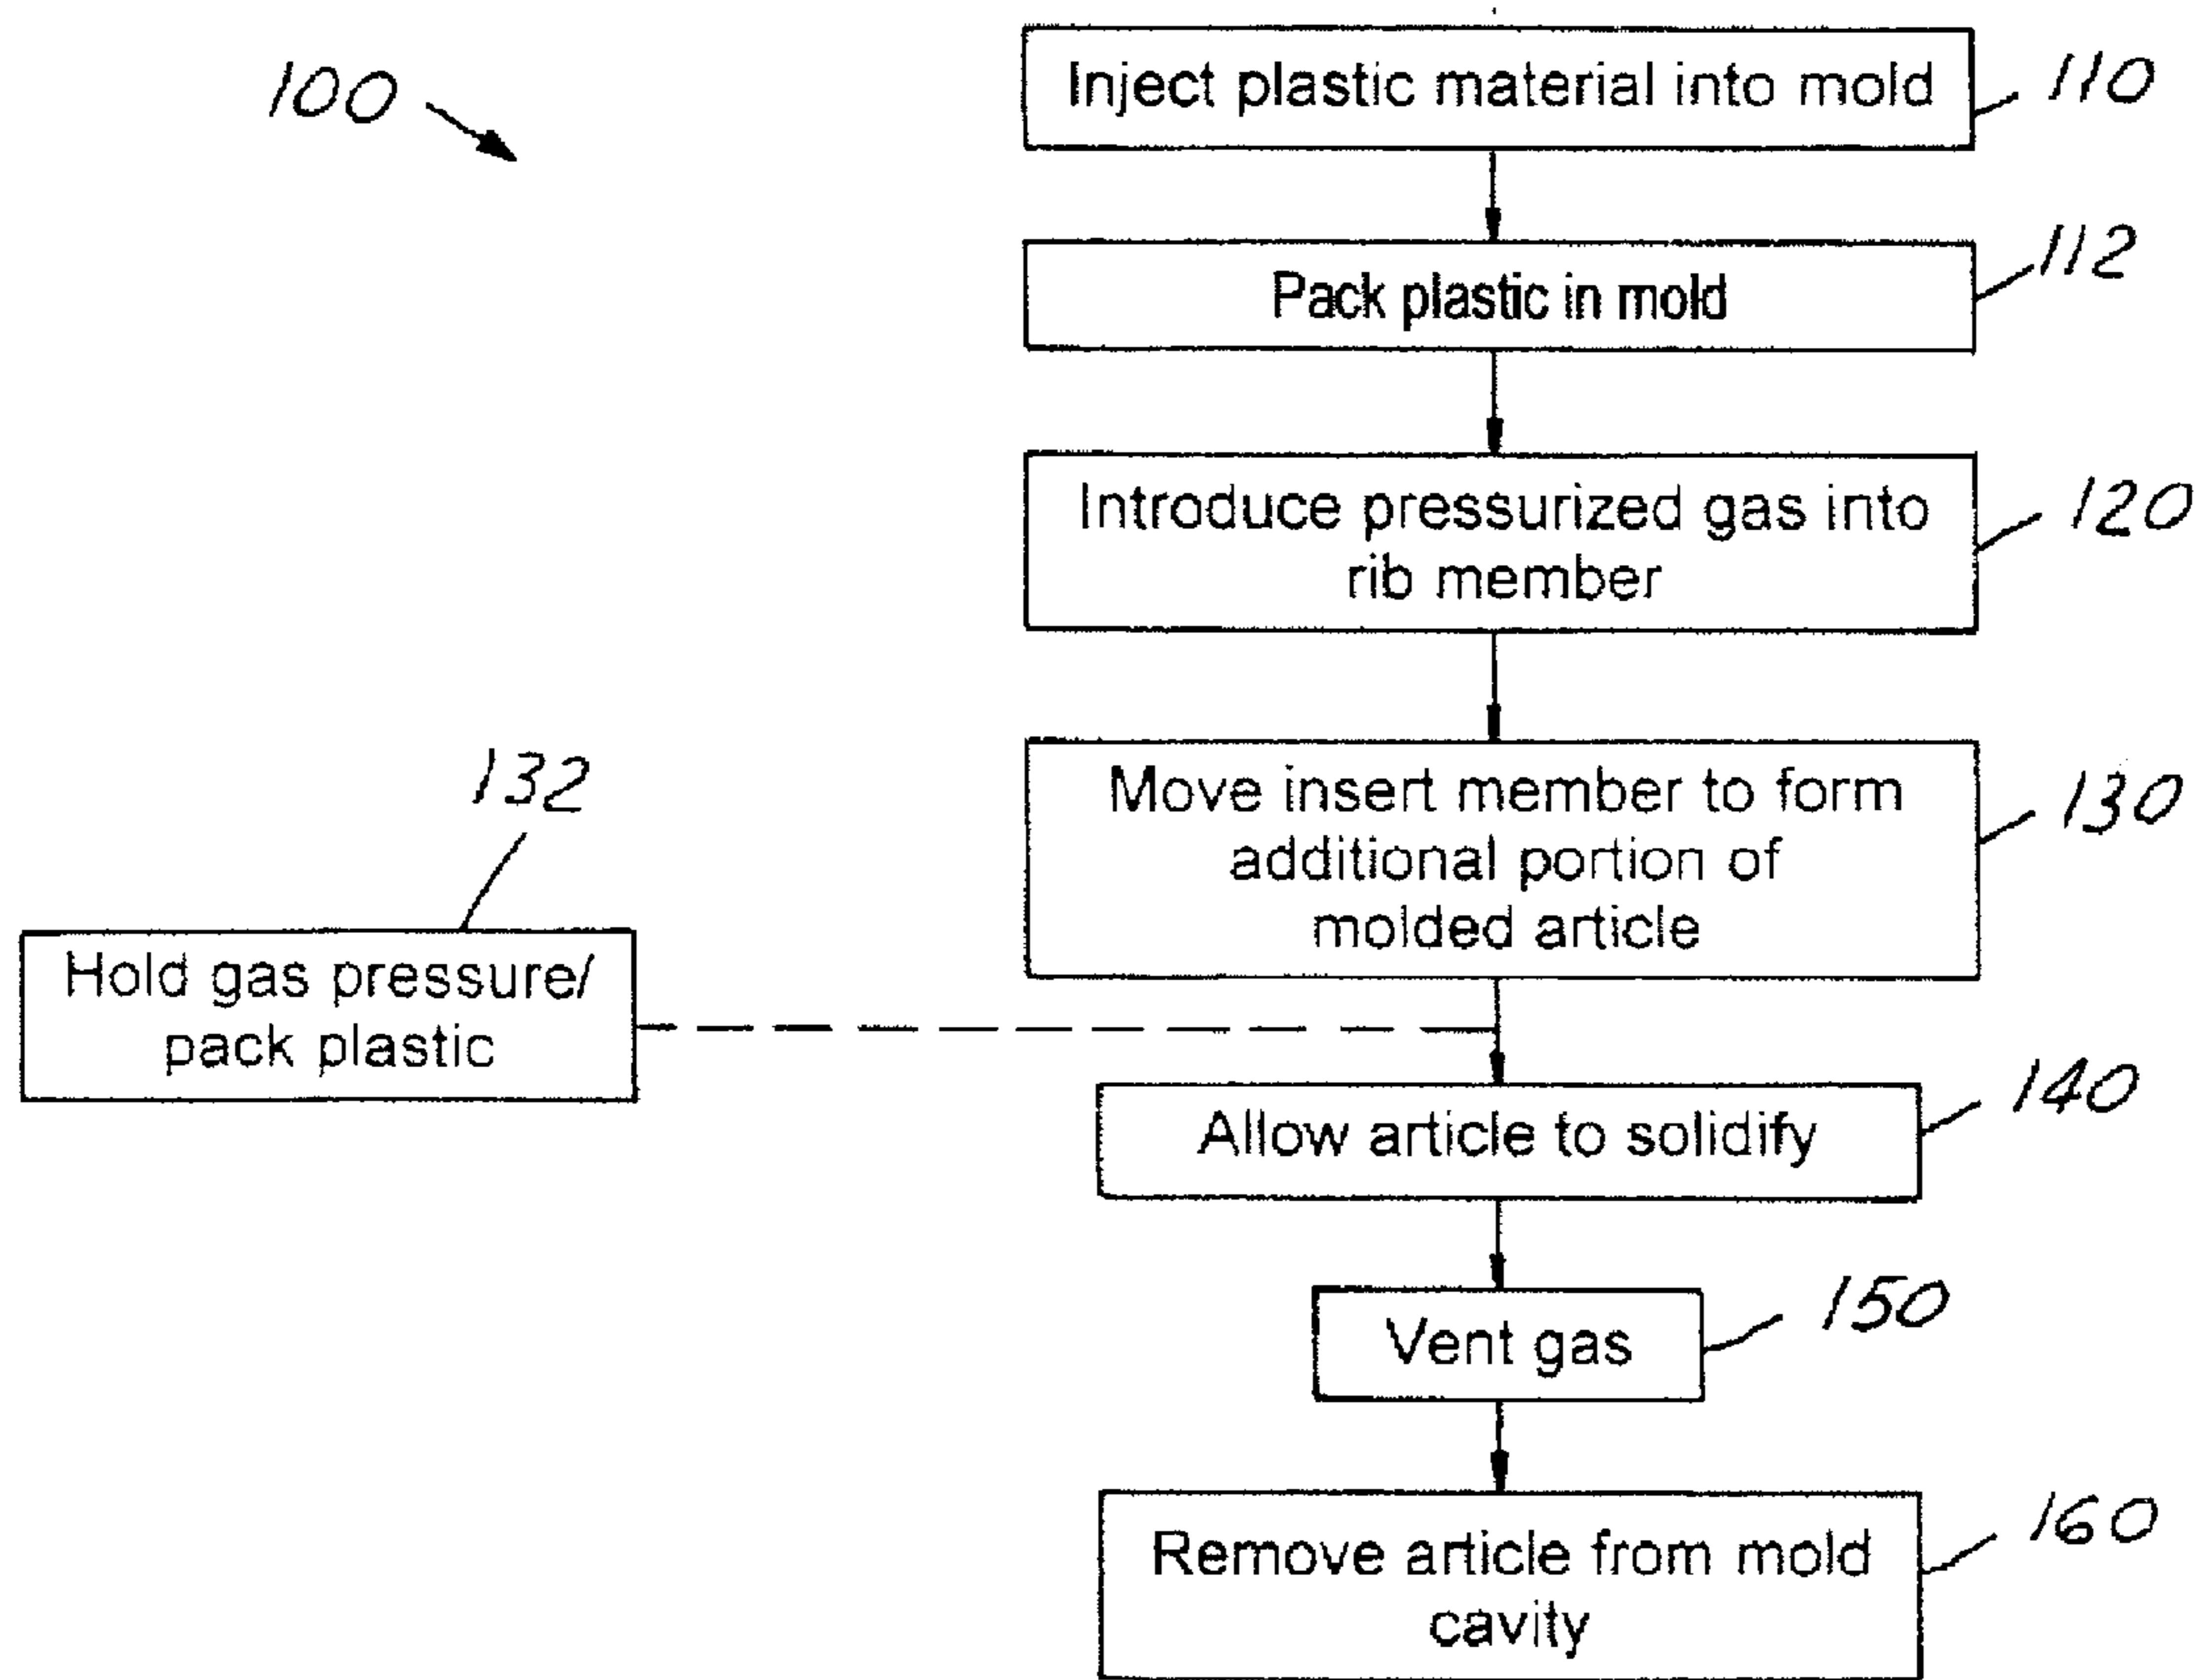 100
Inject plastic material into mold
110
Pack plastic in mold
112
Introduce pressurized gas into
rib member
120
Move insert member to form
additional portion of
molded article
130
132
Hold gas pressure/
pack plastic
Allow article to solidify
140
Vent gas
150
Remove article from mold
cavity
160